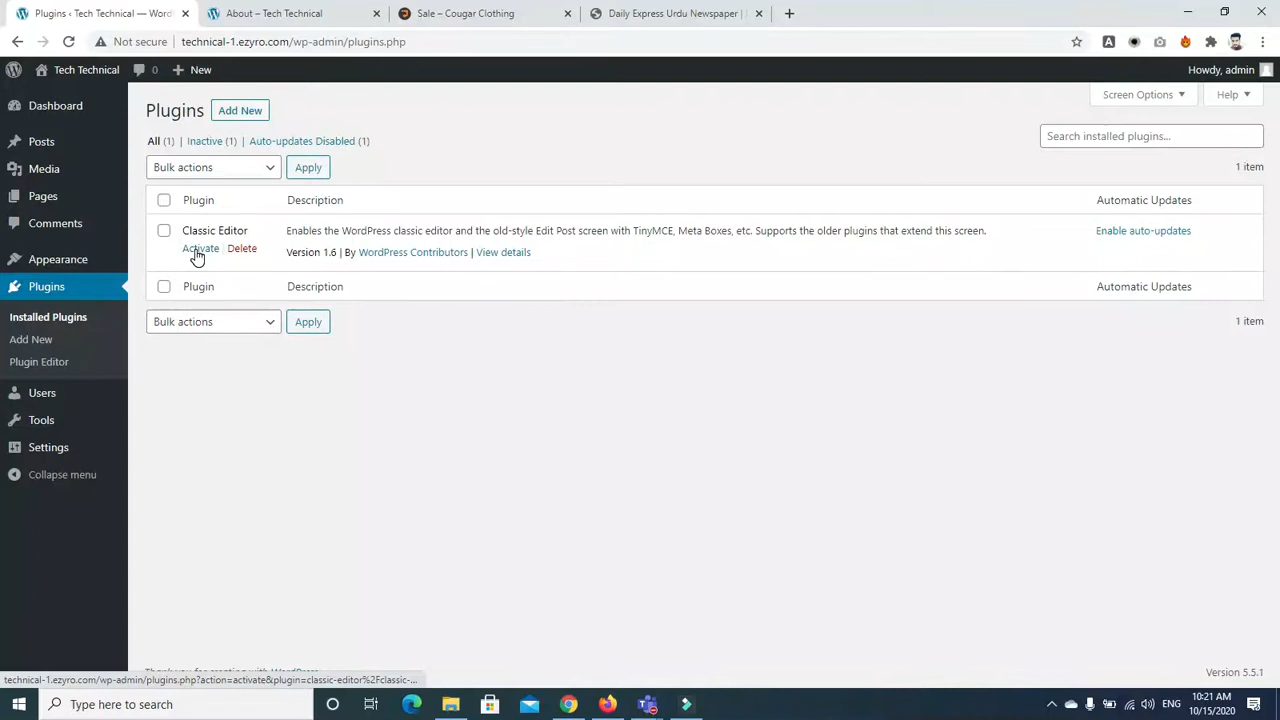 Plugins ‹ Tech Technical — Word
About – Tech Technical
Sale – Cougar Clothing
Daily Express Urdu Newspaper |
Not secure
technical-1.ezyro.com/wp-admin/plugins.php
Tech Technical
0
New
Howdy, admin
Dashboard
Posts
Media
Pages
Comments
Appearance
Plugins
Installed Plugins
Add New
Plugin Editor
Users
Tools
Settings
Collapse menu
Screen Options
Help
Plugins
Add New
All (1) | Inactive (1) | Auto-updates Disabled (1)
Search installed plugins...
Bulk actions
Apply
1 item
Plugin
Description
Automatic Updates
Classic Editor
Activate | Delete
Enables the WordPress classic editor and the old-style Edit Post screen with TinyMCE, Meta Boxes, etc. Supports the older plugins that extend this screen.
Version 1.6 | By WordPress Contributors | View details
Enable auto-updates
Plugin
Description
Automatic Updates
Bulk actions
Apply
1 item
Thank you for creating with WordPress
Version 5.5.1
technical-1.ezyro.com/wp-admin/plugins.php?action=activate&plugin=classic-editor%2Fclassic-...
Type here to search
ENG
10:21 AM
10/15/2020